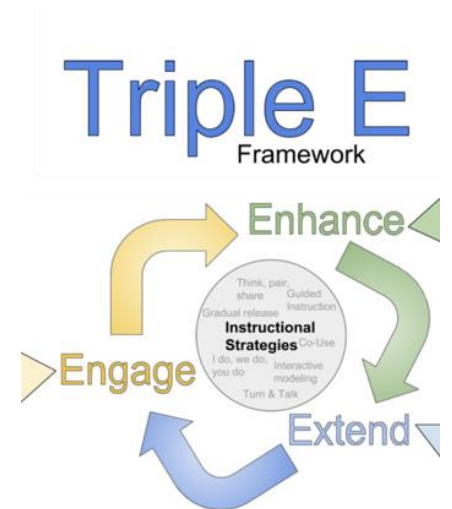 Triple E
Framework
Enhance
Think, pair,
share
Guided
Instruction
Gradual release
Instructional
Strategies
Co-Use
I do, we do,
you do
Interactive
modeling
Turn & Talk
Engage
Extend